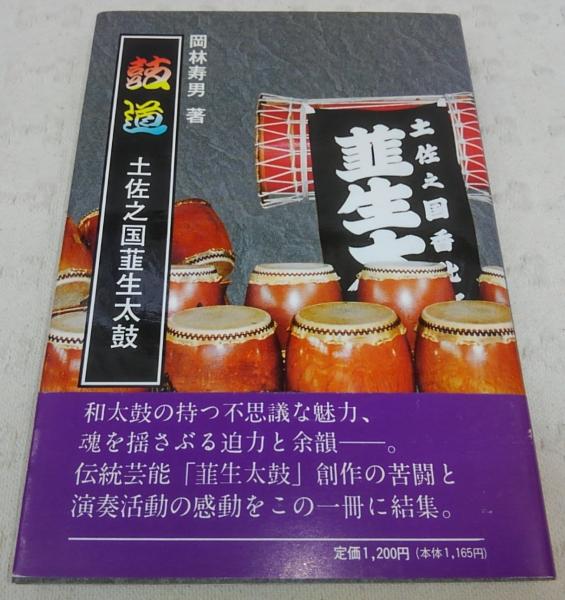 岡林寿男 著
鼓道
土佐之国韮生太鼓
土佐之国香北
韮生太
和太鼓の持つ不思議な魅力、
魂を揺さぶる迫力と余韻――。
伝統芸能「韮生太鼓」創作の苦闘と
演奏活動の感動をこの一冊に結集。
定価1,200円(本体1,165円)